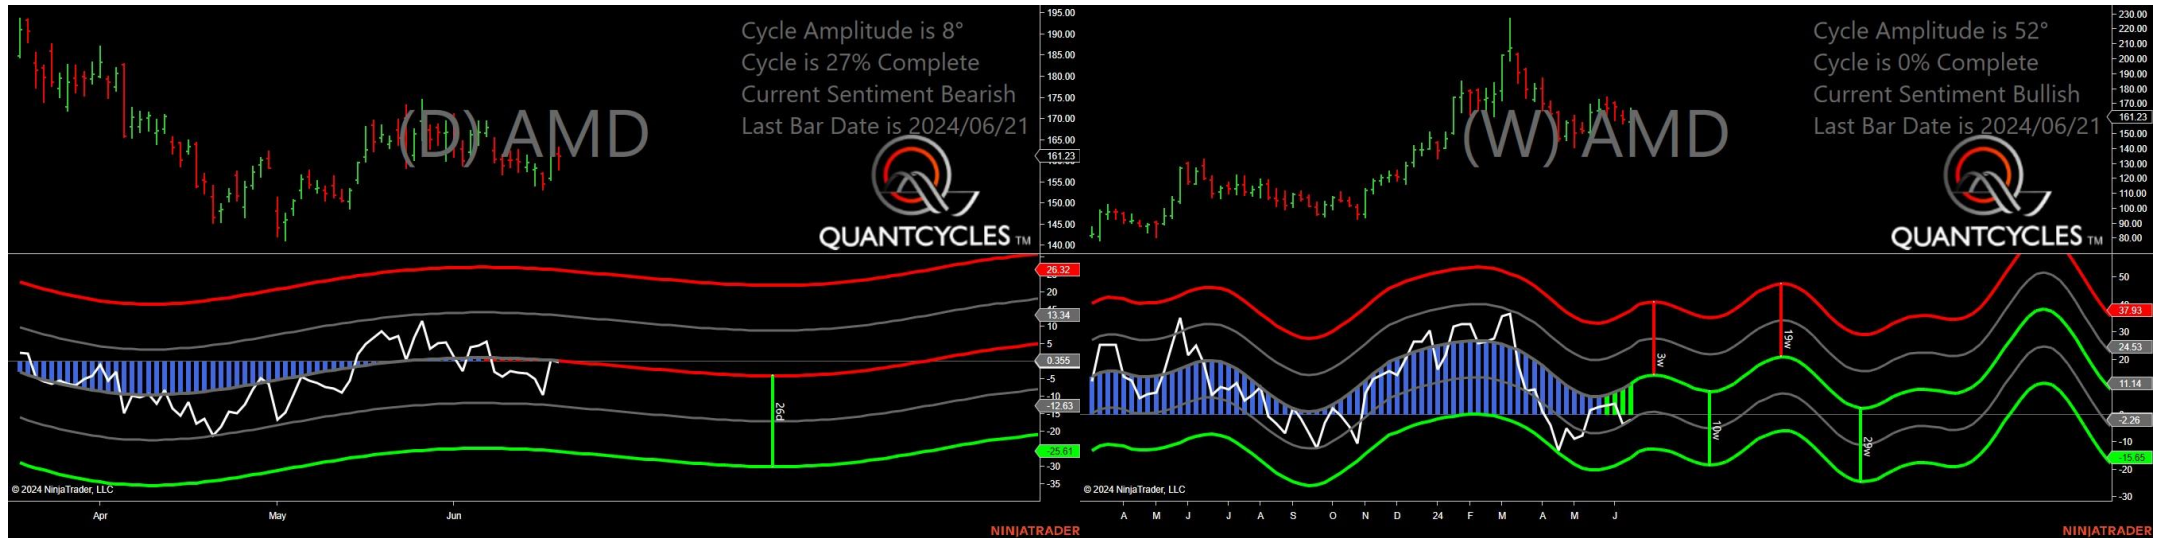 Cycle Amplitude is 8°
Cycle is 27% Complete
Current Sentiment Bearish
Last Bar Date is 2024/06/21
(D) AMD
QUANTCYCLES TM
195.00
190.00
185.00
180.00
175.00
170.00
165.00
161.23
155.00
150.00
145.00
140.00
26.32
20
13.34
10
5
0.355
-5
-10
-12.63
-15
-20
-25.61
-30
-35
26d
© 2024 NinjaTrader, LLC
Apr
May
Jun
NINJATRADER
Cycle Amplitude is 52°
Cycle is 0% Complete
Current Sentiment Bullish
Last Bar Date is 2024/06/21
(W) AMD
QUANTCYCLES TM
230.00
220.00
210.00
200.00
190.00
180.00
170.00
161.23
150.00
140.00
130.00
120.00
110.00
100.00
90.00
80.00
50
37.93
30
24.53
20
11.14
-2.26
-10
-15.65
-20
-30
3w
10w
19w
29w
© 2024 NinjaTrader, LLC
A M J J A S O N D 24 F M A M J
NINJATRADER